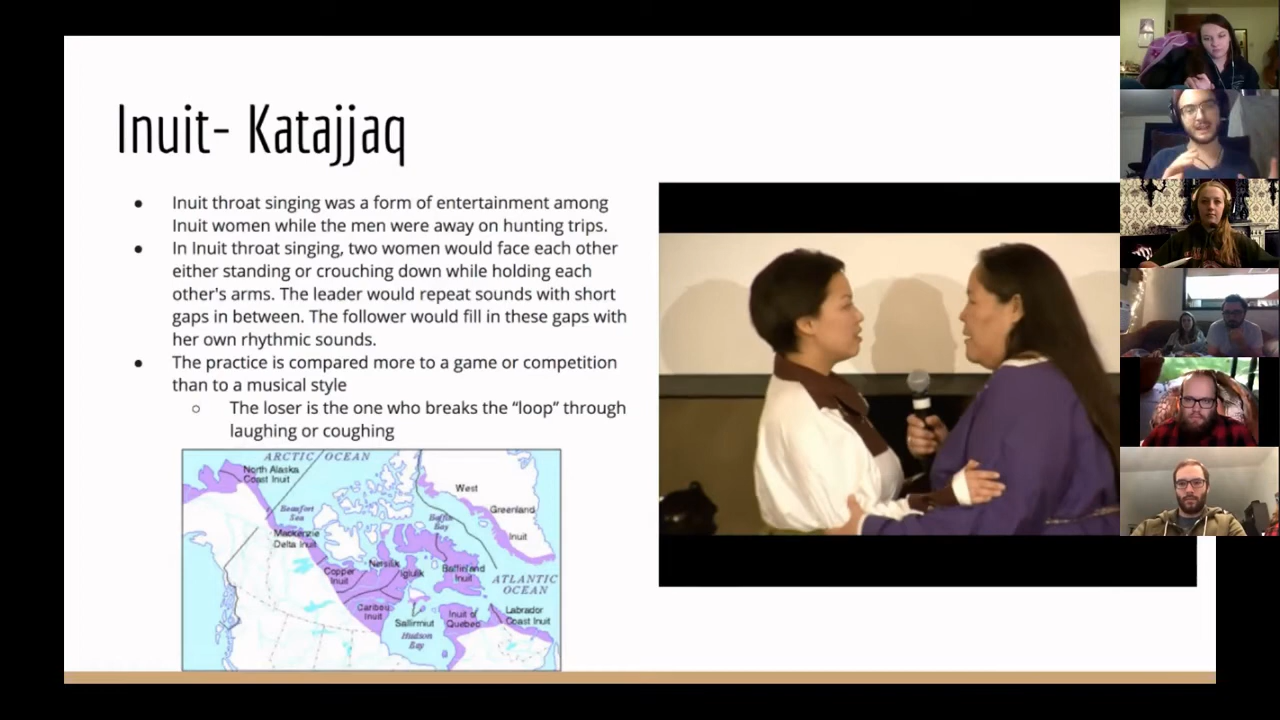 Inuit- Katajjaq
● Inuit throat singing was a form of entertainment among
Inuit women while the men were away on hunting trips.
● In Inuit throat singing, two women would face each other
either standing or crouching down while holding each
other's arms. The leader would repeat sounds with short
gaps in between. The follower would fill in these gaps with
her own rhythmic sounds.
● The practice is compared more to a game or competition
than to a musical style
○ The loser is the one who breaks the “loop” through
laughing or coughing
ARCTIC OCEAN
North Alaska
Coast Inuit
West
Greenland
Inuit
Beaufort
Sea
Baffin
Bay
Mackenzie
Delta Inuit
Copper
Inuit
Netsilik
Iglulik
Baffinland
Inuit
ATLANTIC
OCEAN
Caribou
Inuit
Sallirmiut
Inuit of
Quebec
Labrador
Coast Inuit
Hudson
Bay